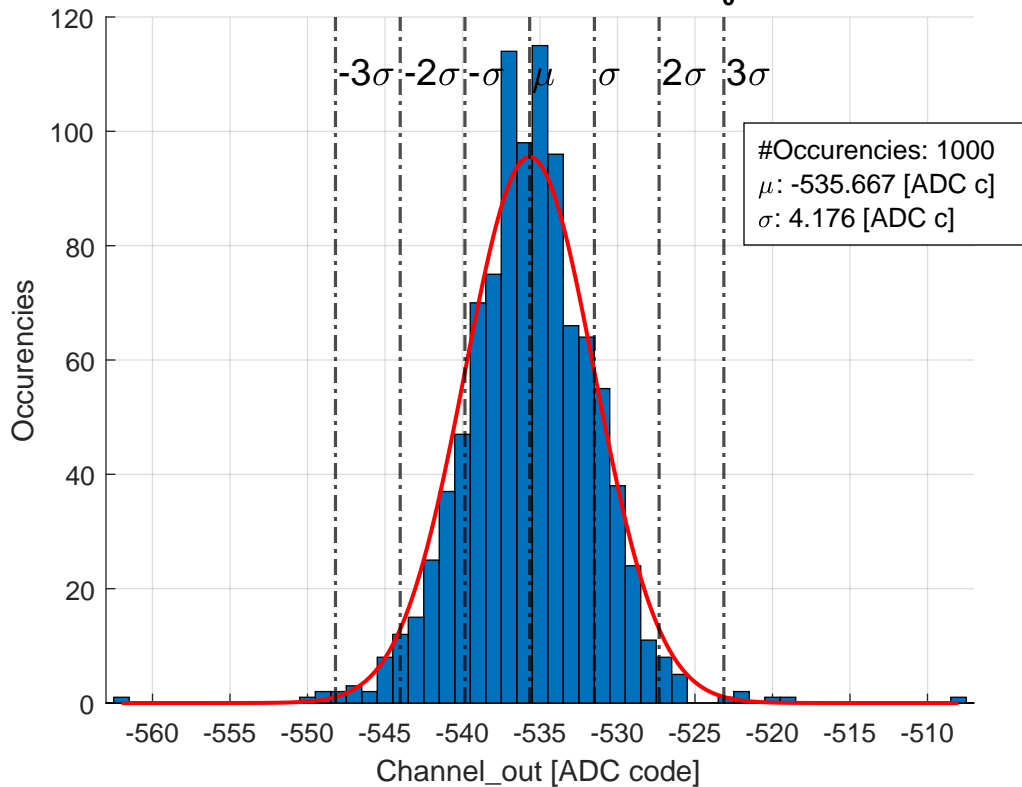 120
100
80
60
40
20
0
-3σ -2σ -σ μ σ 2σ 3σ
#Occurencies: 1000
μ: -535.667 [ADC c]
σ: 4.176 [ADC c]
Occurencies
-560 -555 -550 -545 -540 -535 -530 -525 -520 -515 -510
Channel_out [ADC code]